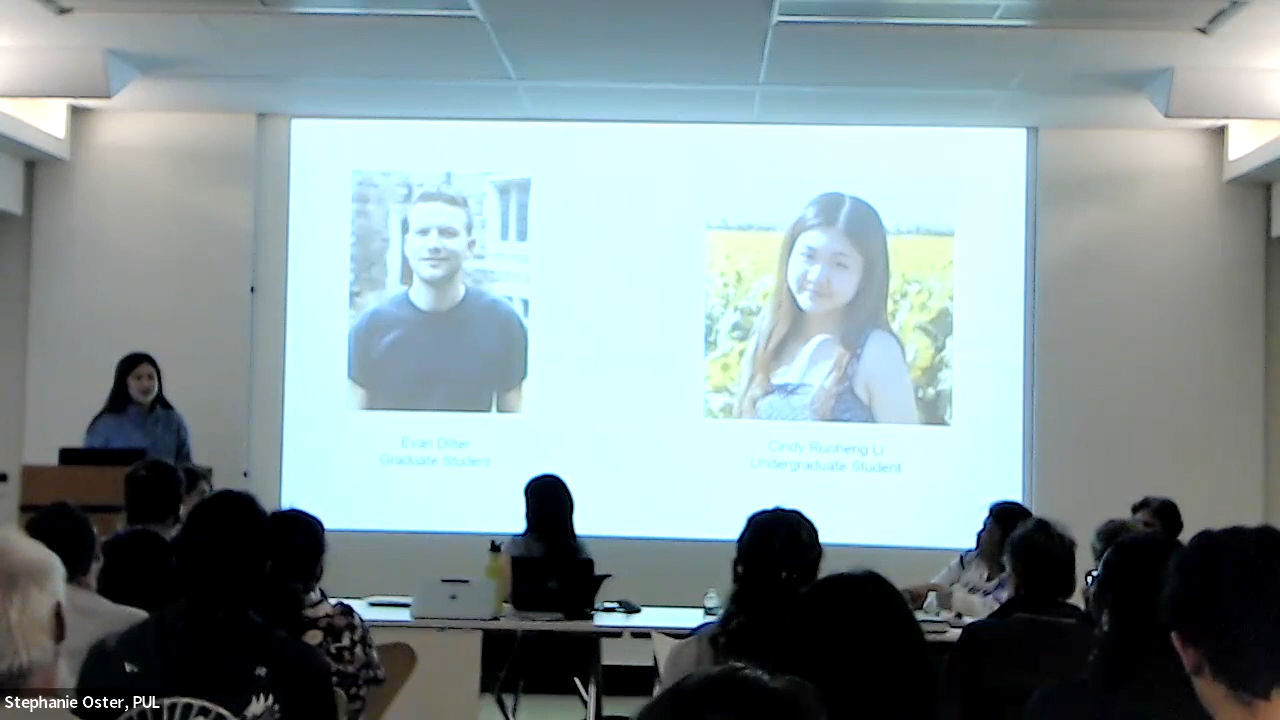 Evan Ditter
Graduate Student
Cindy Ruoheng Li
Undergraduate Student
Stephanie Oster, PUL